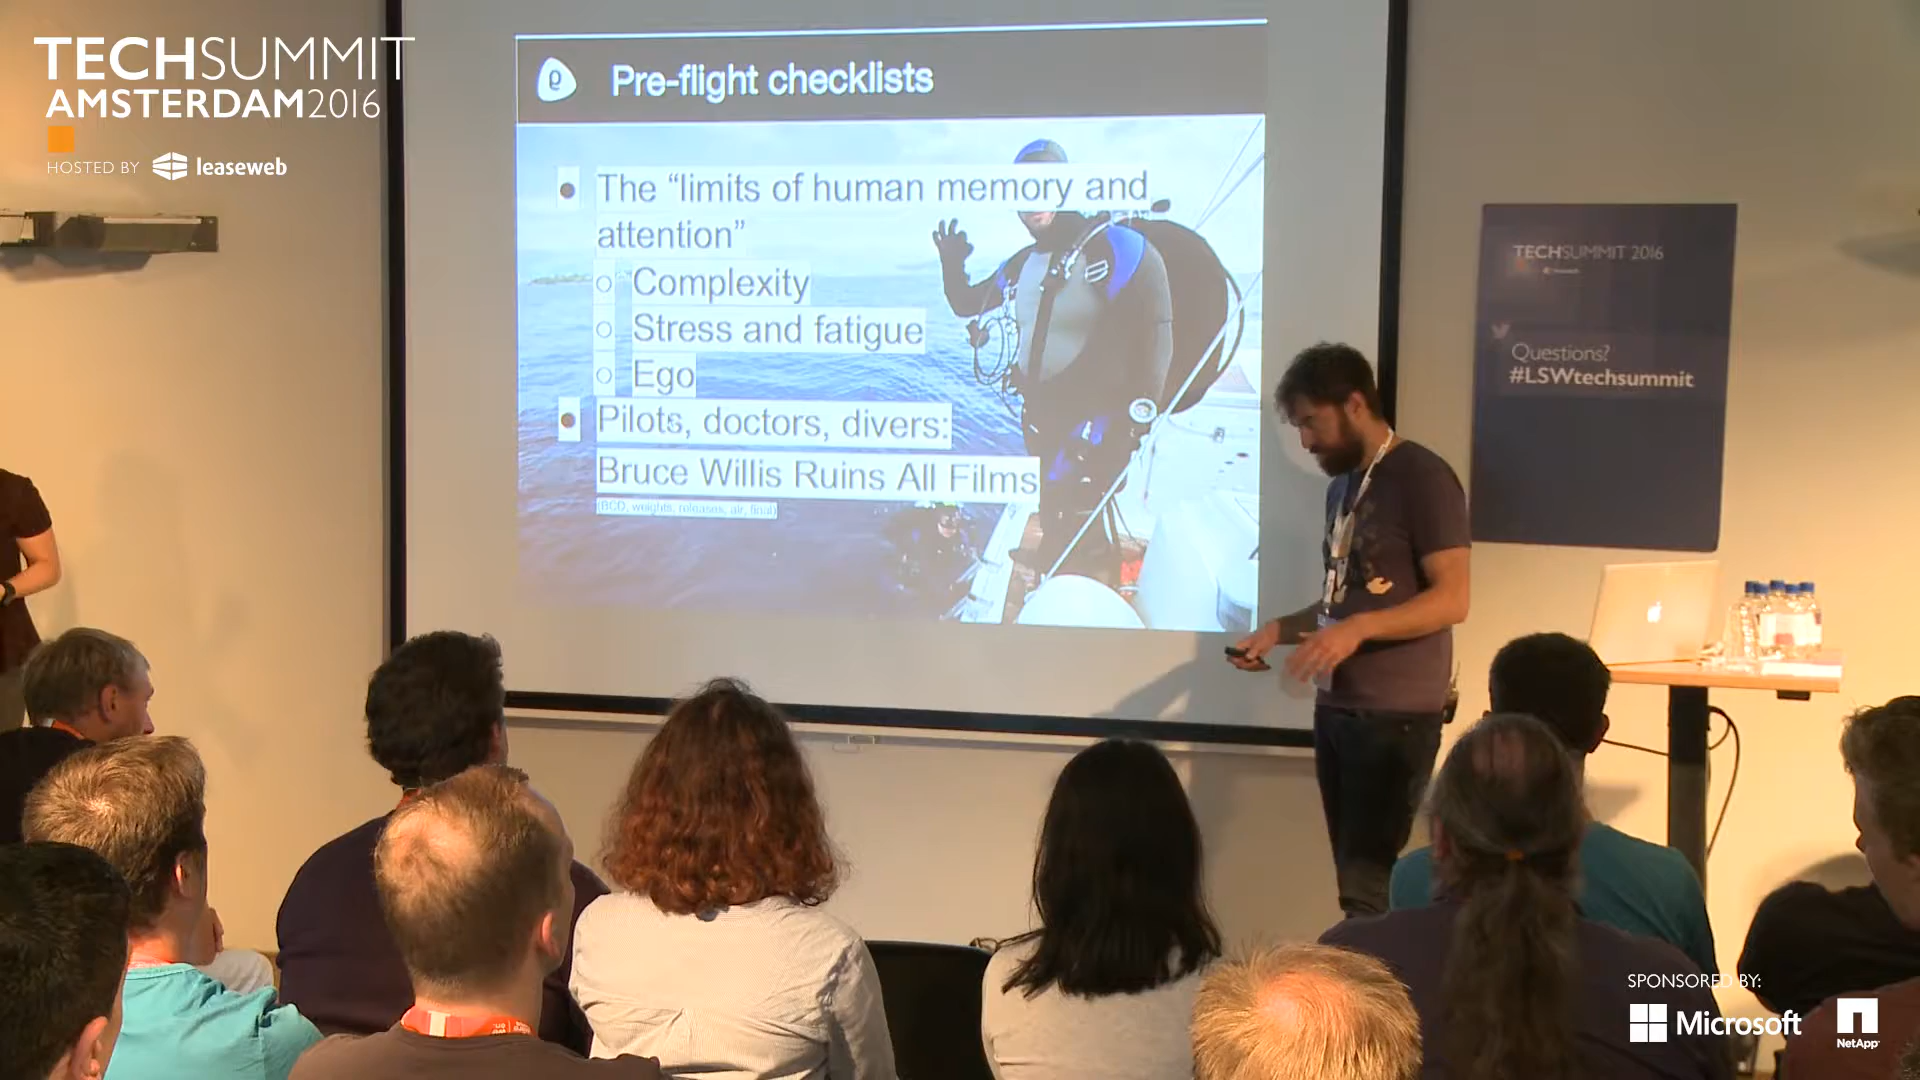 TECHSUMMIT
AMSTERDAM2016
HOSTED BY leaseweb
Pre-flight checklists
The “limits of human memory and
attention”
Complexity
Stress and fatigue
Ego
Pilots, doctors, divers:
Bruce Willis Ruins All Films
(BCD, weights, releases, air, final)
TECHSUMMIT 2016
leaseweb
Questions?
#LSWtechsummit
SPONSORED BY:
Microsoft
NetApp